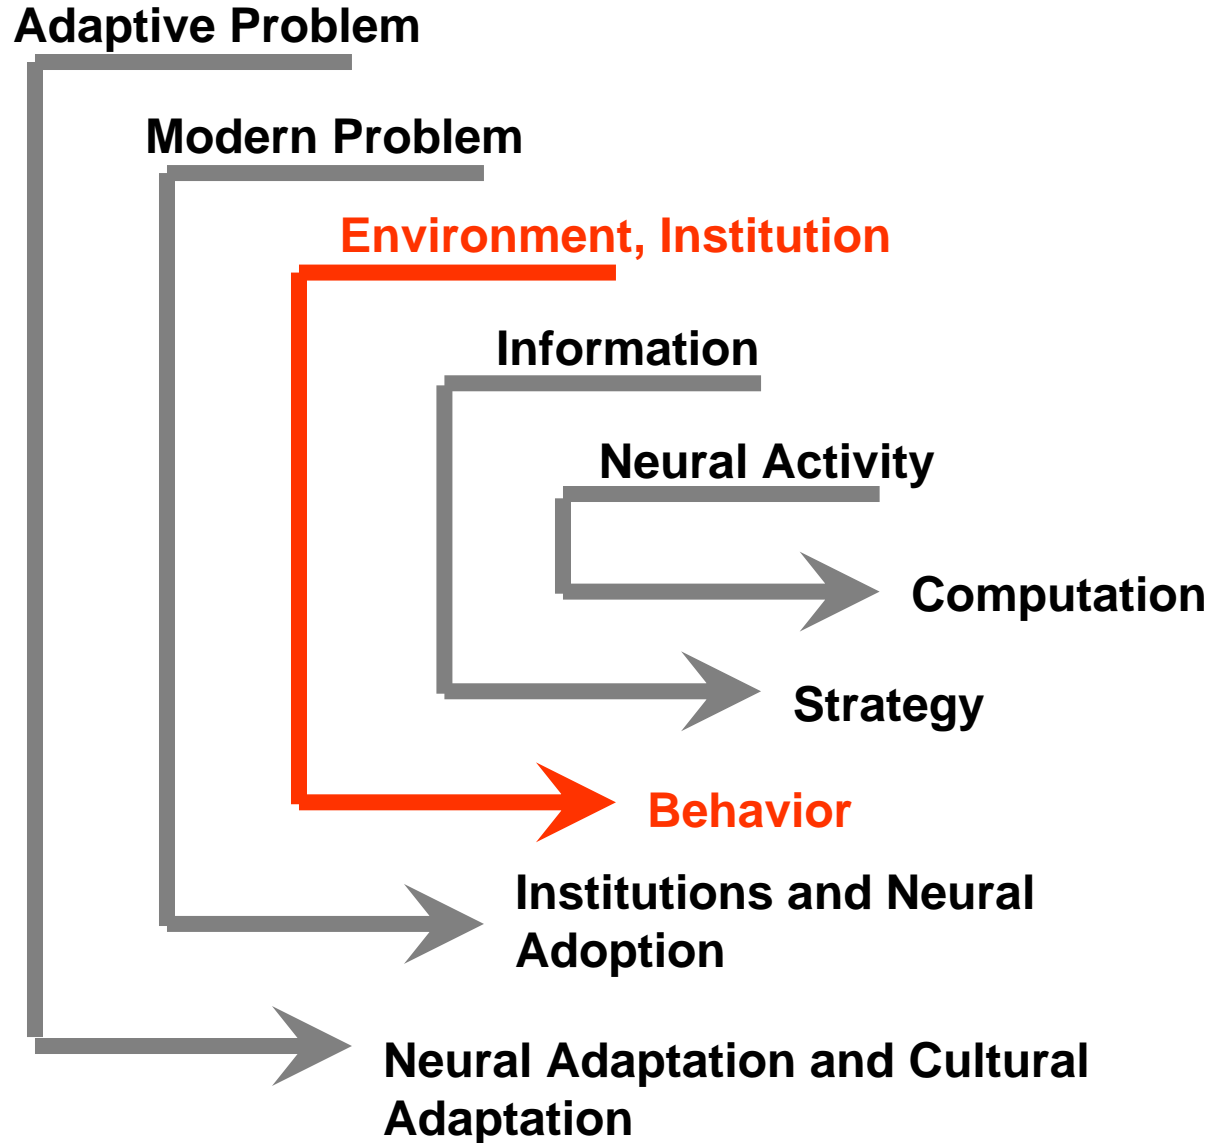 Adaptive Problem
Modern Problem
Environment, Institution
Information
Neural Activity
Computation
Strategy
Behavior
Institutions and Neural
Adoption
Neural Adaptation and Cultural
Adaptation